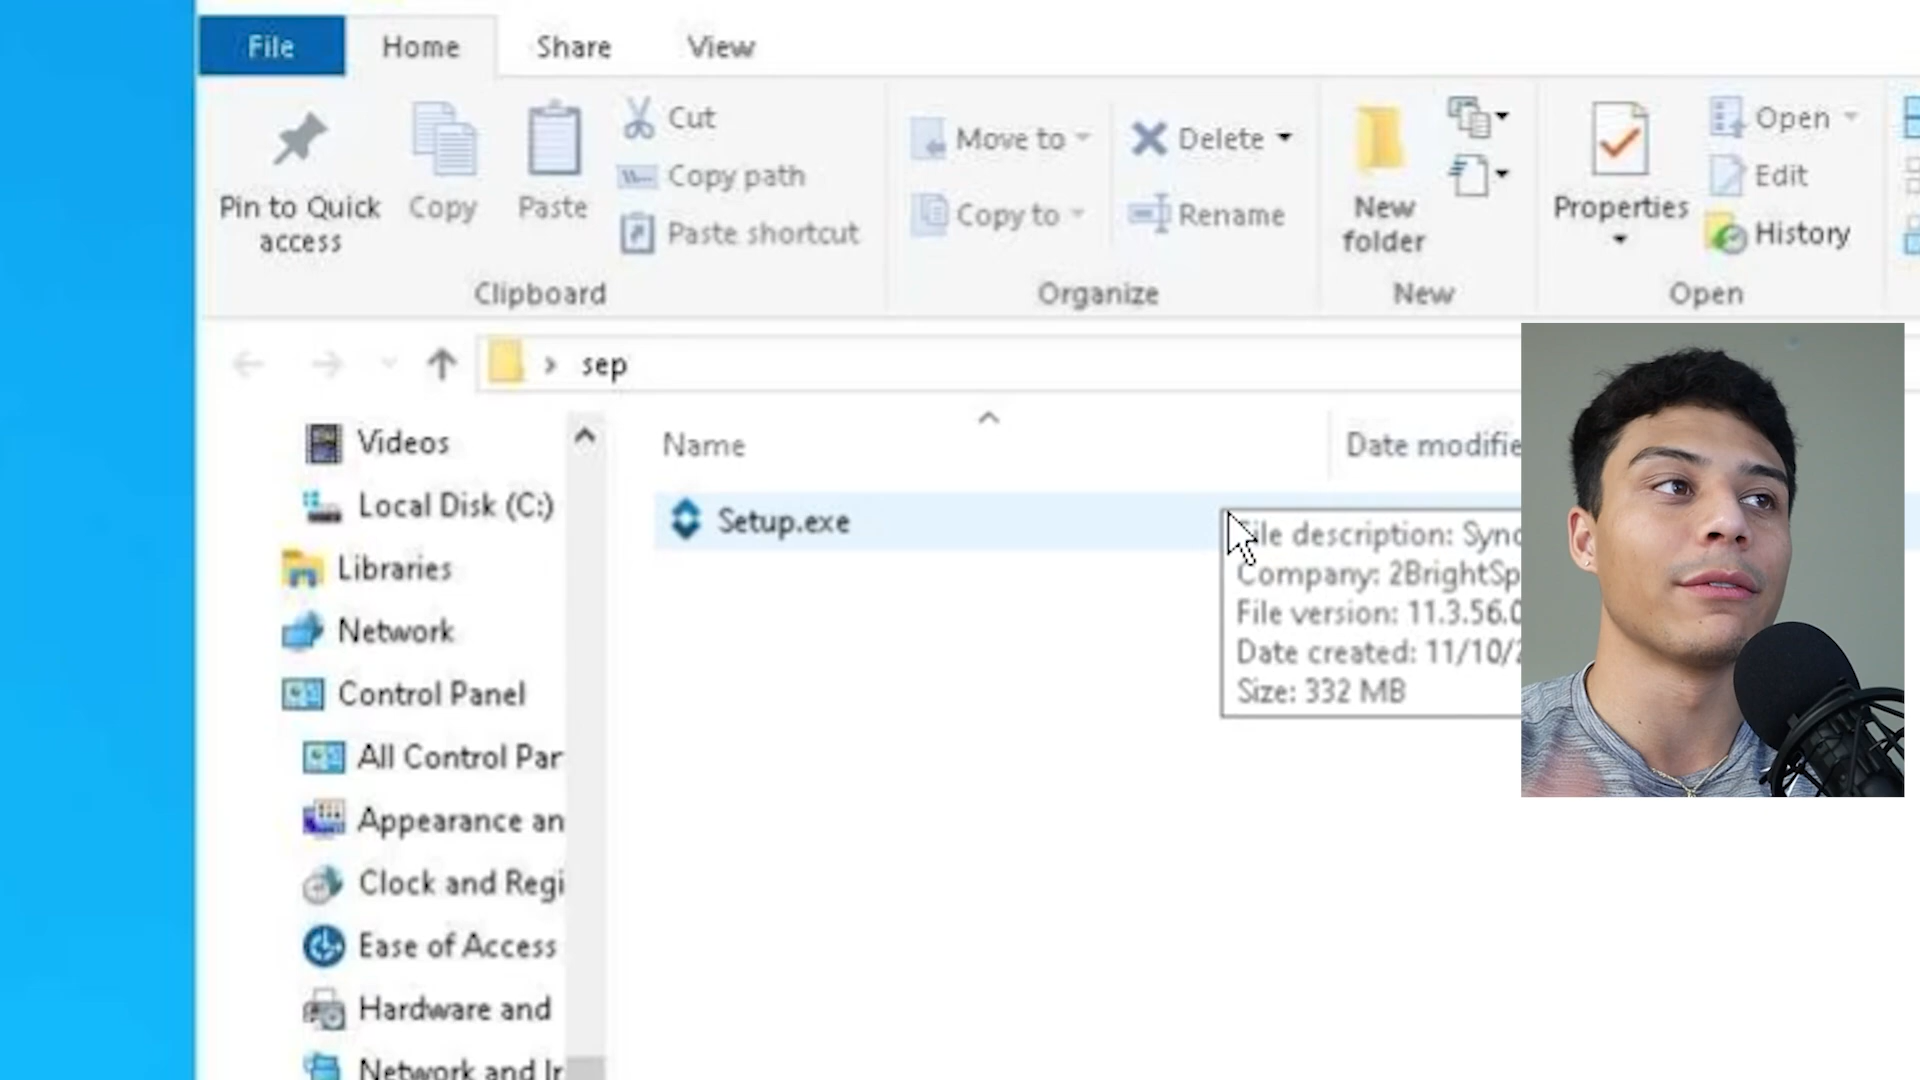 File Home Share View
Pin to Quick access
Copy
Paste
Cut
Copy path
Paste shortcut
Clipboard
Move to
Copy to
Delete
Rename
Organize
New folder
New
Properties
Open
Edit
History
Open
sep
Name Date modifie
Videos
Local Disk (C:)
Libraries
Network
Control Panel
All Control Par
Appearance an
Clock and Regi
Ease of Access
Hardware and
Network and Ir
Setup.exe
ile description: Sync
Company: 2BrightSp
File version: 11.3.56.0
Date created: 11/10/2
Size: 332 MB